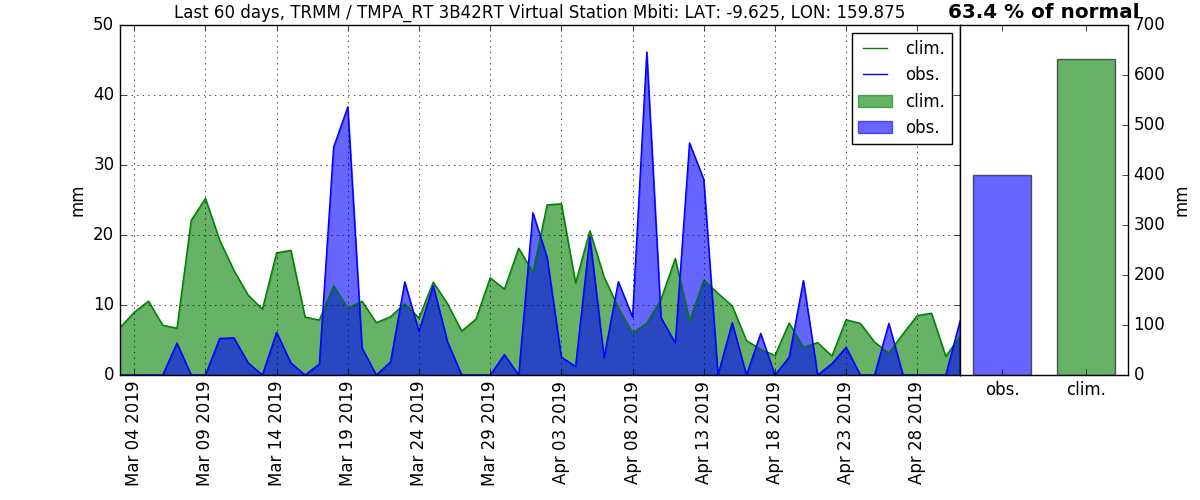 Last 60 days, TRMM / TMPA_RT 3B42RT Virtual Station Mbiti: LAT: -9.625, LON: 159.875
63.4 % of normal
50
40
30
20
10
0
mm
clim.
obs.
clim.
obs.
Mar 04 2019
Mar 09 2019
Mar 14 2019
Mar 19 2019
Mar 24 2019
Mar 29 2019
Apr 03 2019
Apr 08 2019
Apr 13 2019
Apr 18 2019
Apr 23 2019
Apr 28 2019
700
600
500
400
300
200
100
0
mm
obs.
clim.